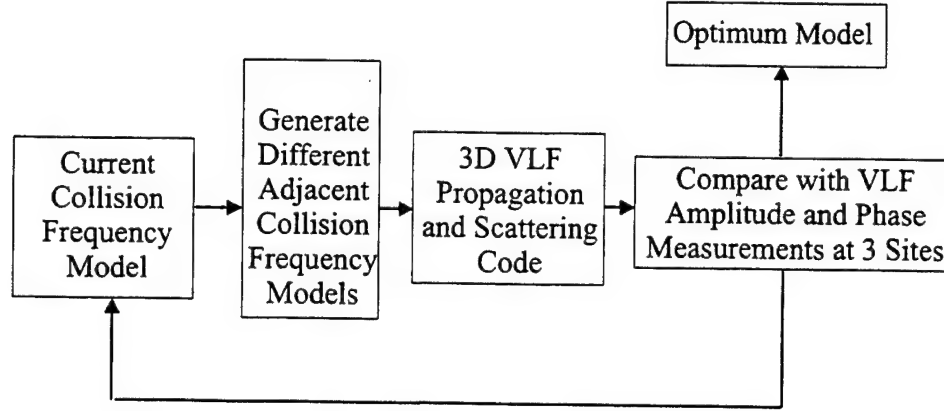 Optimum Model
Current
Collision
Frequency
Model
Generate
Different
Adjacent
Collision
Frequency
Models
3D VLF
Propagation
and Scattering
Code
Compare with VLF
Amplitude and Phase
Measurements at 3 Sites